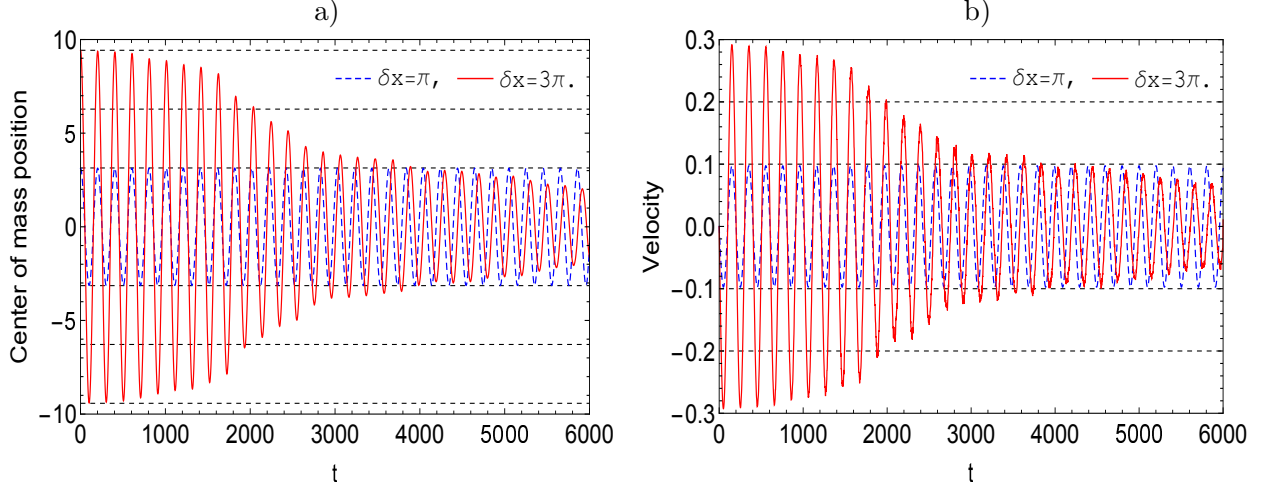 a)
Center of mass position
10
5
0
−5
−10
δx=π, δx=3π.
0 1000 2000 3000 4000 5000 6000
t
b)
Velocity
0.3
0.2
0.1
0.0
−0.1
−0.2
−0.3
δx=π, δx=3π.
0 1000 2000 3000 4000 5000 6000
t